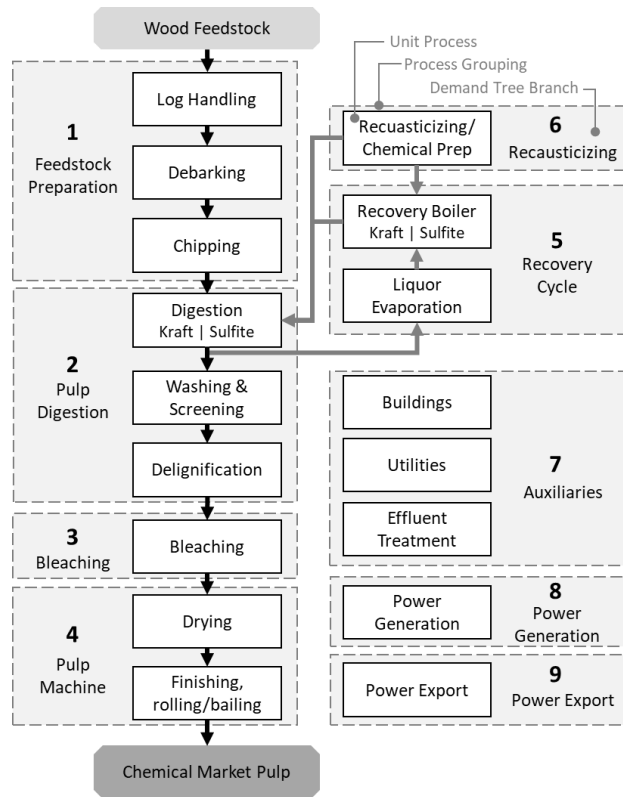 Wood Feedstock
1
Feedstock
Preparation
Log Handling
Debarking
Chipping
2
Pulp
Digestion
Digestion
Kraft | Sulfite
Washing &
Screening
Delignification
3
Bleaching
Bleaching
4
Pulp
Machine
Drying
Finishing,
rolling/bailing
Chemical Market Pulp
Unit Process
Process Grouping
Demand Tree Branch
Recuasticizing/
Chemical Prep
6
Recausticizing
Recovery Boiler
Kraft | Sulfite
Liquor
Evaporation
5
Recovery
Cycle
Buildings
Utilities
Effluent
Treatment
7
Auxiliaries
Power
Generation
8
Power
Generation
Power Export
9
Power Export